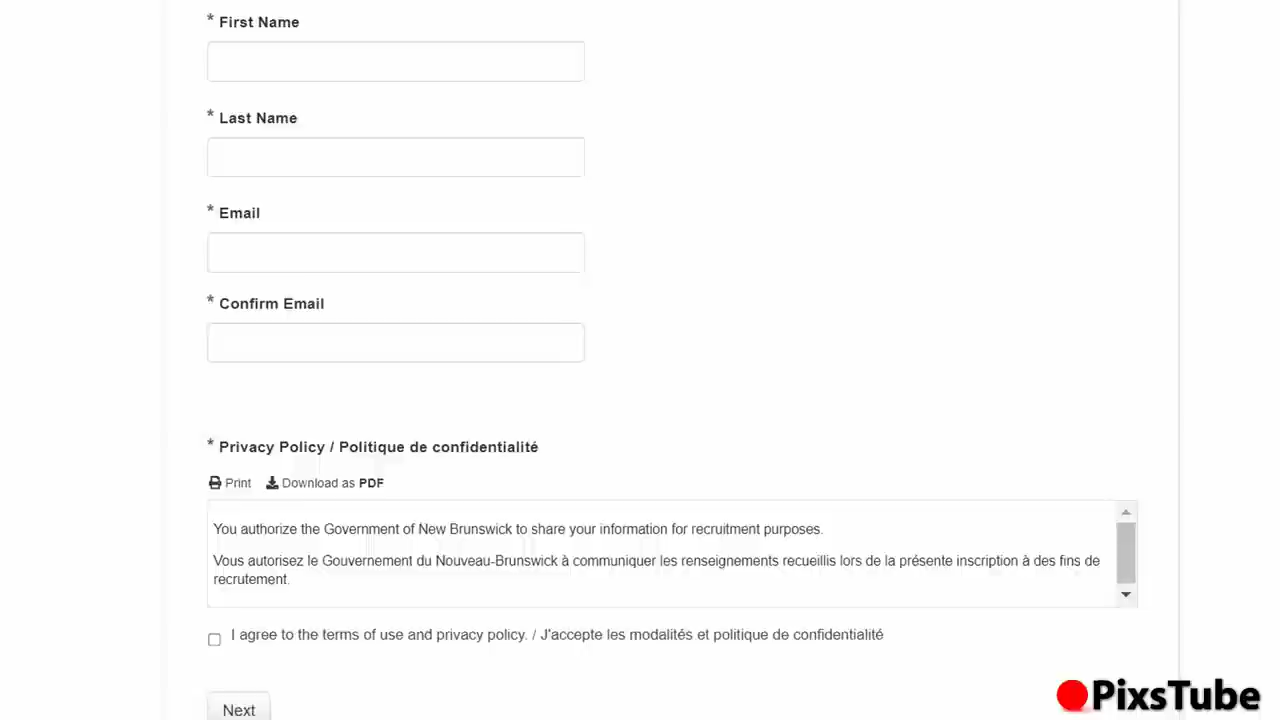 * First Name
* Last Name
* Email
* Confirm Email
* Privacy Policy / Politique de confidentialité
Print Download as PDF
You authorize the Government of New Brunswick to share your information for recruitment purposes.
Vous autorisez le Gouvernement du Nouveau-Brunswick à communiquer les renseignements recueillis lors de la présente inscription à des fins de
recrutement.
I agree to the terms of use and privacy policy. / J'accepte les modalités et politique de confidentialité
Next
PixsTube